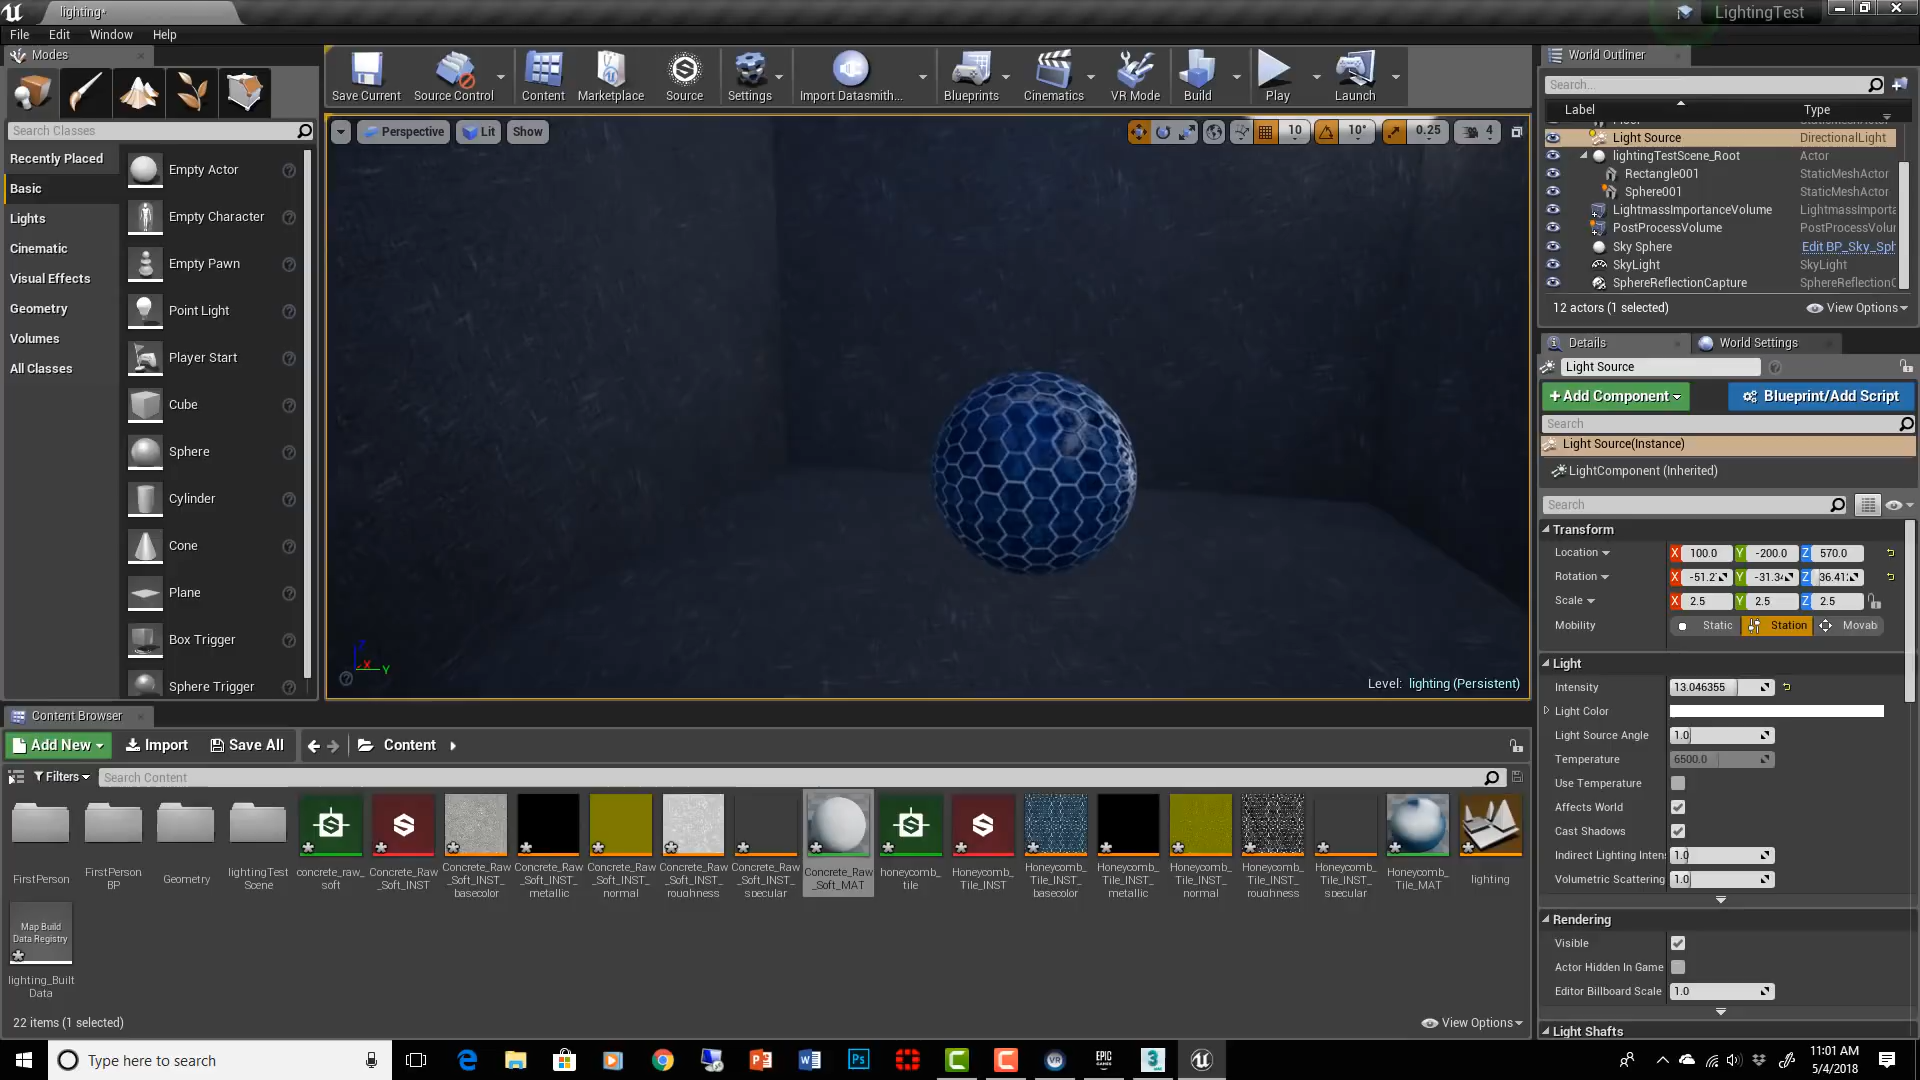 lighting*
LightingTest
File
Edit
Window
Help
Modes
Search Classes
Recently Placed
Basic
Lights
Cinematic
Visual Effects
Geometry
Volumes
All Classes
Empty Actor
Empty Character
Empty Pawn
Point Light
Player Start
Cube
Sphere
Cylinder
Cone
Plane
Box Trigger
Sphere Trigger
Save Current
Source Control
Content
Marketplace
Source
Settings
Import Datasmith...
Blueprints
Cinematics
VR Mode
Build
Play
Launch
Perspective
Lit
Show
10
10°
0.25
4
X
Y
Level: lighting (Persistent)
World Outliner
Search...
Label
Type
Light Source
DirectionalLight
lightingTestScene_Root
Actor
Rectangle001
StaticMeshActor
Sphere001
StaticMeshActor
LightmassImportanceVolume
LightmassImporta
PostProcessVolume
PostProcessVolur
Sky Sphere
Edit BP_Sky_Sph
SkyLight
SkyLight
SphereReflectionCapture
SphereReflectionC
12 actors (1 selected)
View Options
Details
World Settings
Light Source
+Add Component
Blueprint/Add Script
Search
Light Source(Instance)
LightComponent (Inherited)
Search
Transform
Location
X 100.0 Y -200.0 Z 570.0
Rotation
X -51.2 Y -31.34 Z 36.41
Scale
X 2.5 Y 2.5 Z 2.5
Mobility
Static
Station
Movab
Light
Intensity
13.046355
Light Color
Light Source Angle
1.0
Temperature
6500.0
Use Temperature
Affects World
Cast Shadows
Indirect Lighting Inten
1.0
Volumetric Scattering
1.0
Rendering
Visible
Actor Hidden In Game
Editor Billboard Scale
1.0
Light Shafts
Content Browser
Add New
Import
Save All
Content
Filters
Search Content
FirstPerson
FirstPerson
BP
Geometry
lightingTest
Scene
concrete_raw_
soft
Concrete_Raw
_Soft_INST
Concrete_Raw
_Soft_INST_
basecolor
Concrete_Raw
_Soft_INST_
metallic
Concrete_Raw
_Soft_INST_
normal
Concrete_Raw
_Soft_INST_
roughness
Concrete_Raw
_Soft_INST_
specular
Concrete_Raw
_Soft_MAT
honeycomb_
tile
Honeycomb_
Tile_INST
Honeycomb_
Tile_INST_
basecolor
Honeycomb_
Tile_INST_
metallic
Honeycomb_
Tile_INST_
normal
Honeycomb_
Tile_INST_
roughness
Honeycomb_
Tile_INST_
specular
Honeycomb_
Tile_MAT
lighting
Map Build
Data Registry
lighting_Built
Data
22 items (1 selected)
View Options
Type here to search
EPIC
GAMES
11:01 AM
5/4/2018